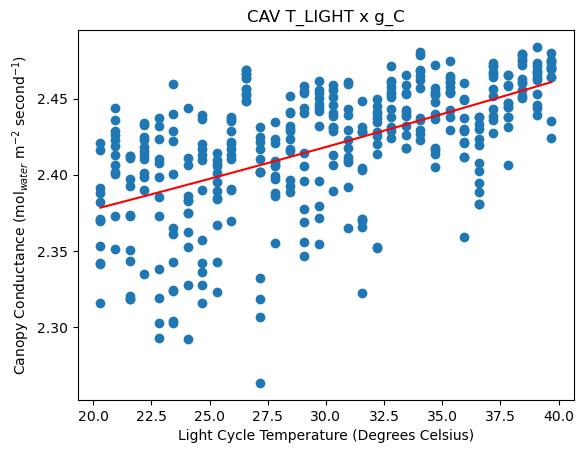 CAV T_LIGHT x g_C
Canopy Conductance (mol_water m⁻² second⁻¹)
2.45
2.40
2.35
2.30
20.0 22.5 25.0 27.5 30.0 32.5 35.0 37.5 40.0
Light Cycle Temperature (Degrees Celsius)